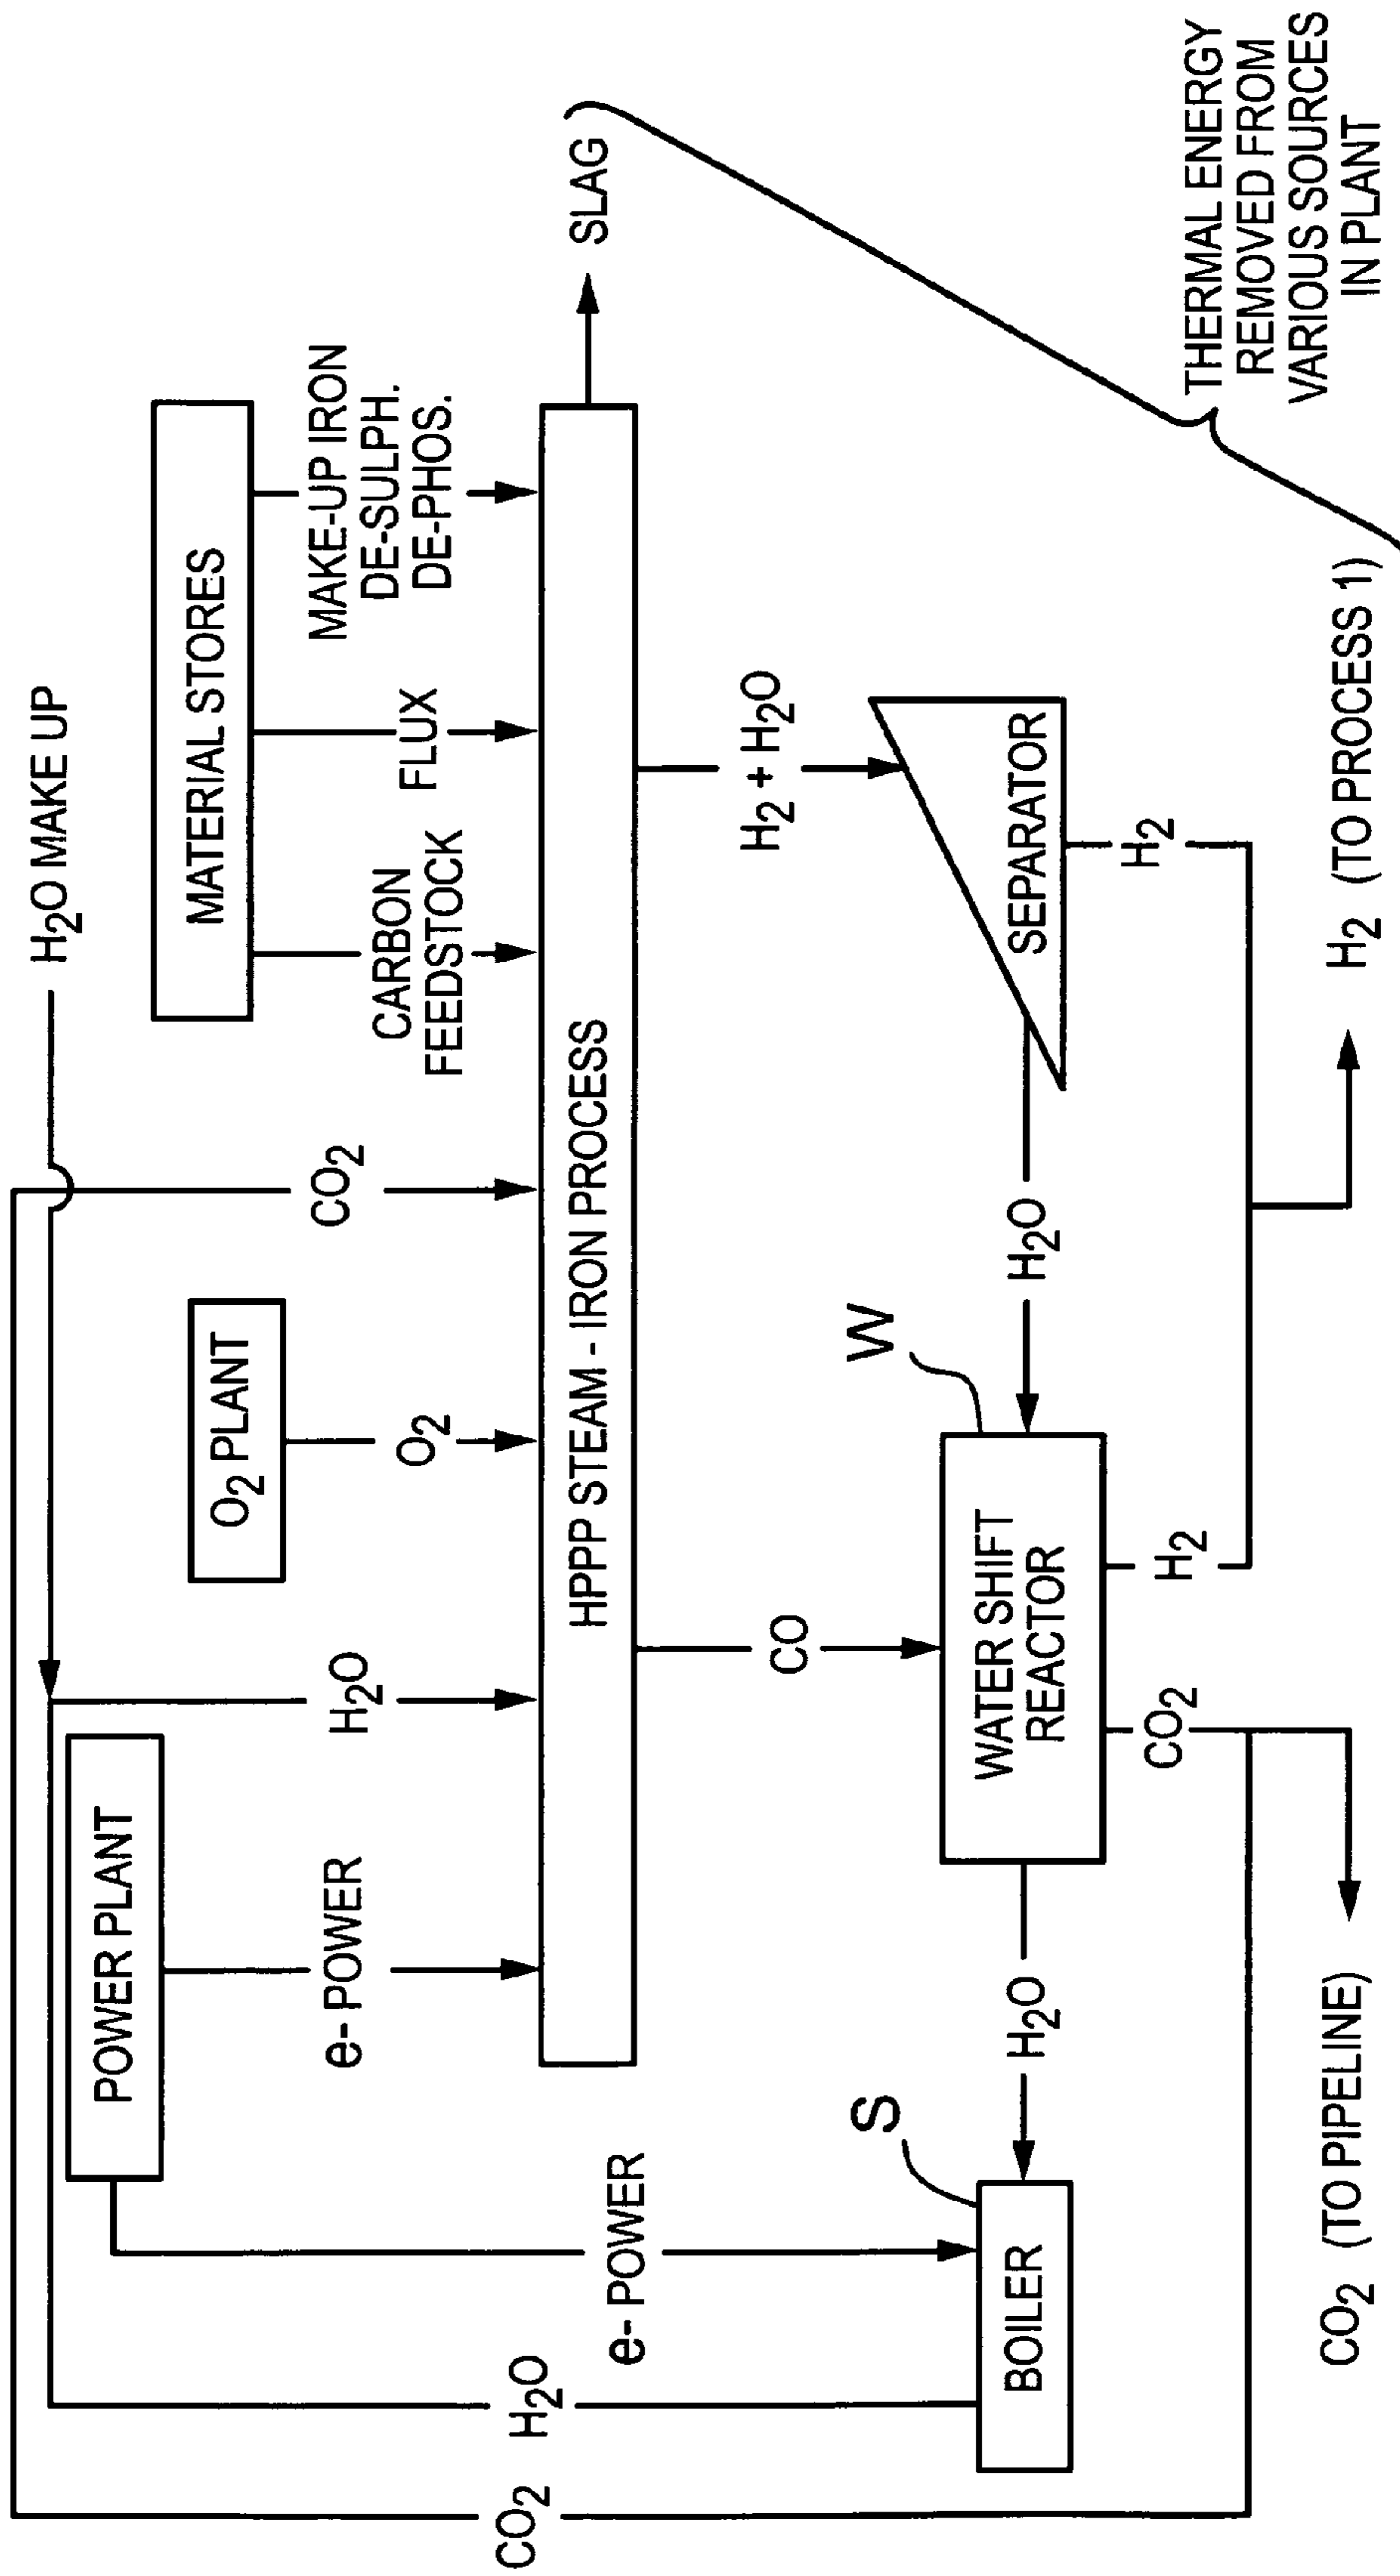 H2O MAKE UP
POWER PLANT
O2 PLANT
MATERIAL STORES
e- POWER
H2O
O2
CO2
CARBON
FEEDSTOCK
FLUX
MAKE-UP IRON
DE-SULPH.
DE-PHOS.
CO2
H2O
e- POWER
HPPP STEAM - IRON PROCESS
SLAG
CO
H2 + H2O
S
W
BOILER
H2O
WATER SHIFT
REACTOR
H2O
SEPARATOR
CO2
H2
H2
CO2 (TO PIPELINE)
H2 (TO PROCESS 1)
THERMAL ENERGY
REMOVED FROM
VARIOUS SOURCES
IN PLANT